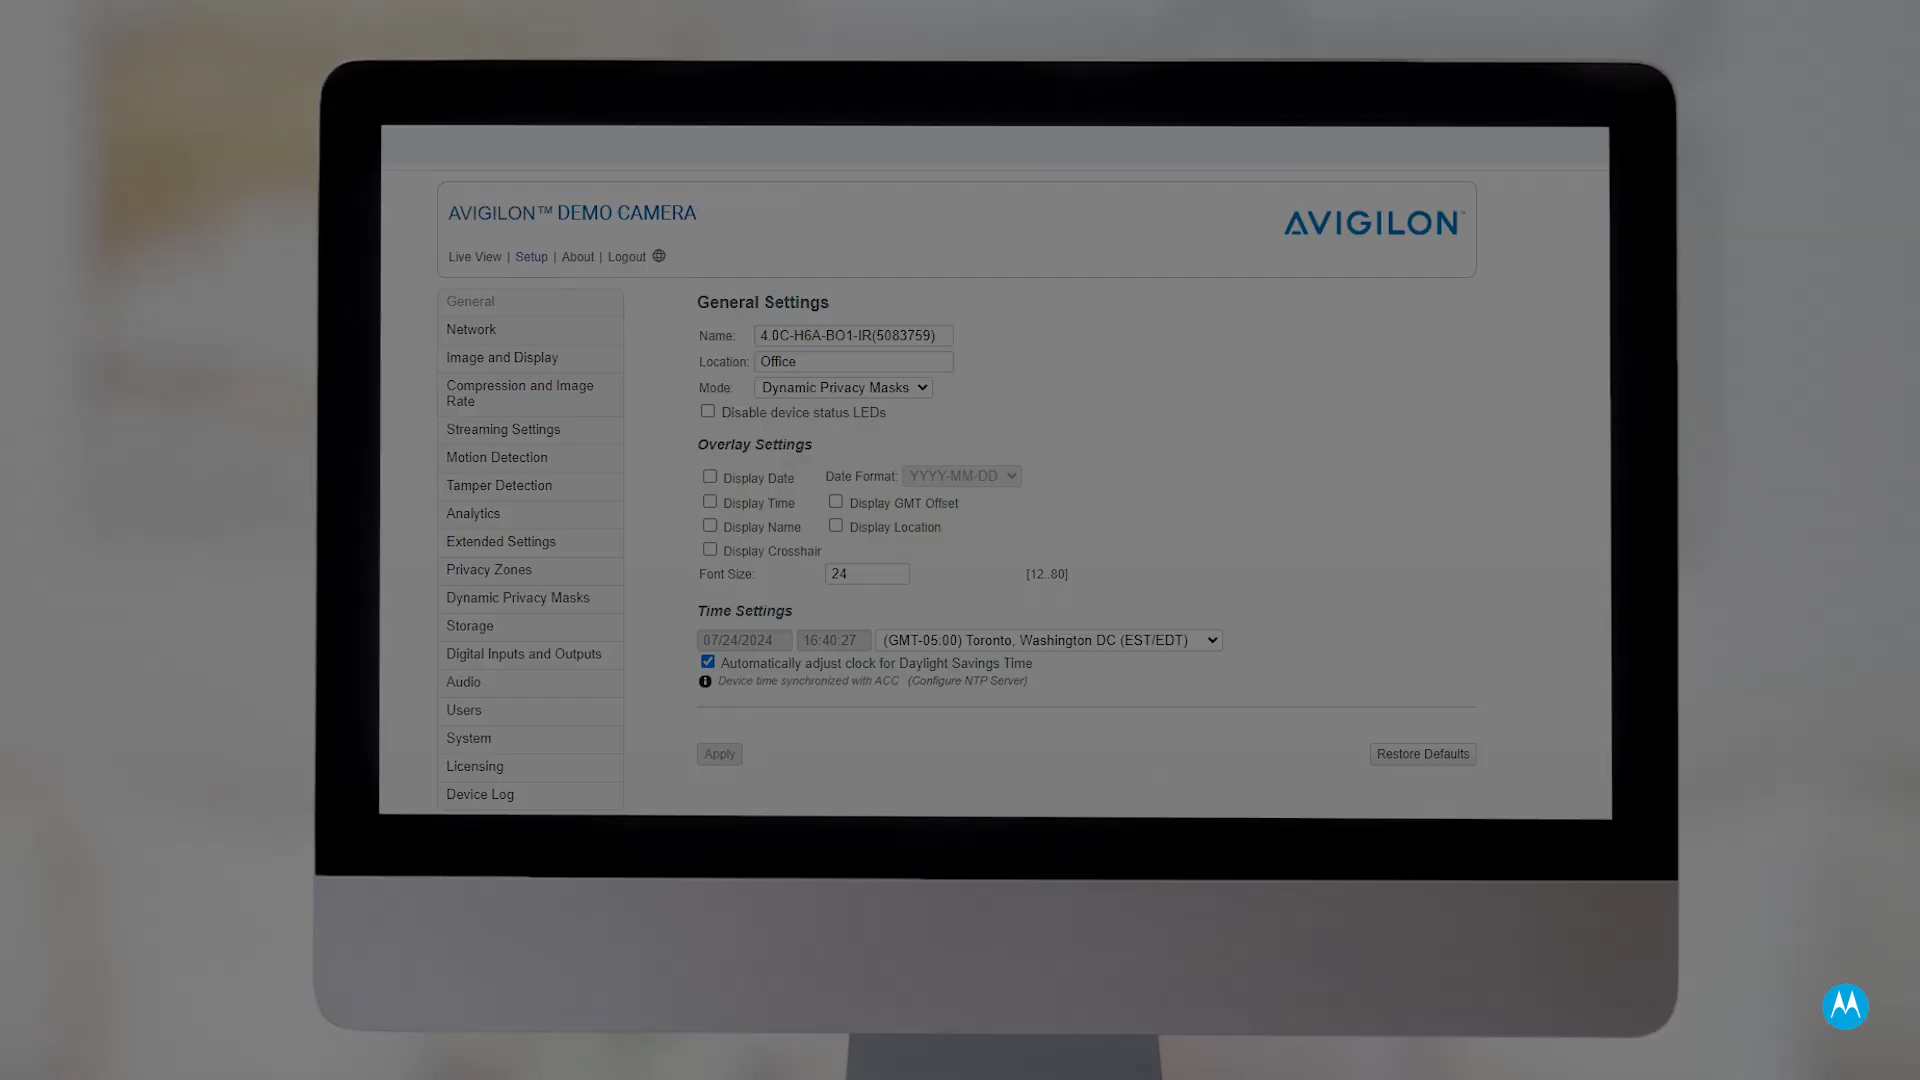 AVIGILON™ DEMO CAMERA
AVIGILON™
Live View | Setup | About | Logout
General
Network
Image and Display
Compression and Image
Rate
Streaming Settings
Motion Detection
Tamper Detection
Analytics
Extended Settings
Privacy Zones
Dynamic Privacy Masks
Storage
Digital Inputs and Outputs
Audio
Users
System
Licensing
Device Log
General Settings
Name: 4.0C-H6A-BO1-IR(5083759)
Location: Office
Mode: Dynamic Privacy Masks
Disable device status LEDs
Overlay Settings
Display Date Date Format: YYYY-MM-DD
Display Time Display GMT Offset
Display Name Display Location
Display Crosshair
Font Size: 24 [12..80]
Time Settings
07/24/2024 16:40:27 (GMT-05:00) Toronto, Washington DC (EST/EDT)
Automatically adjust clock for Daylight Savings Time
Device time synchronized with ACC (Configure NTP Server)
Apply Restore Defaults